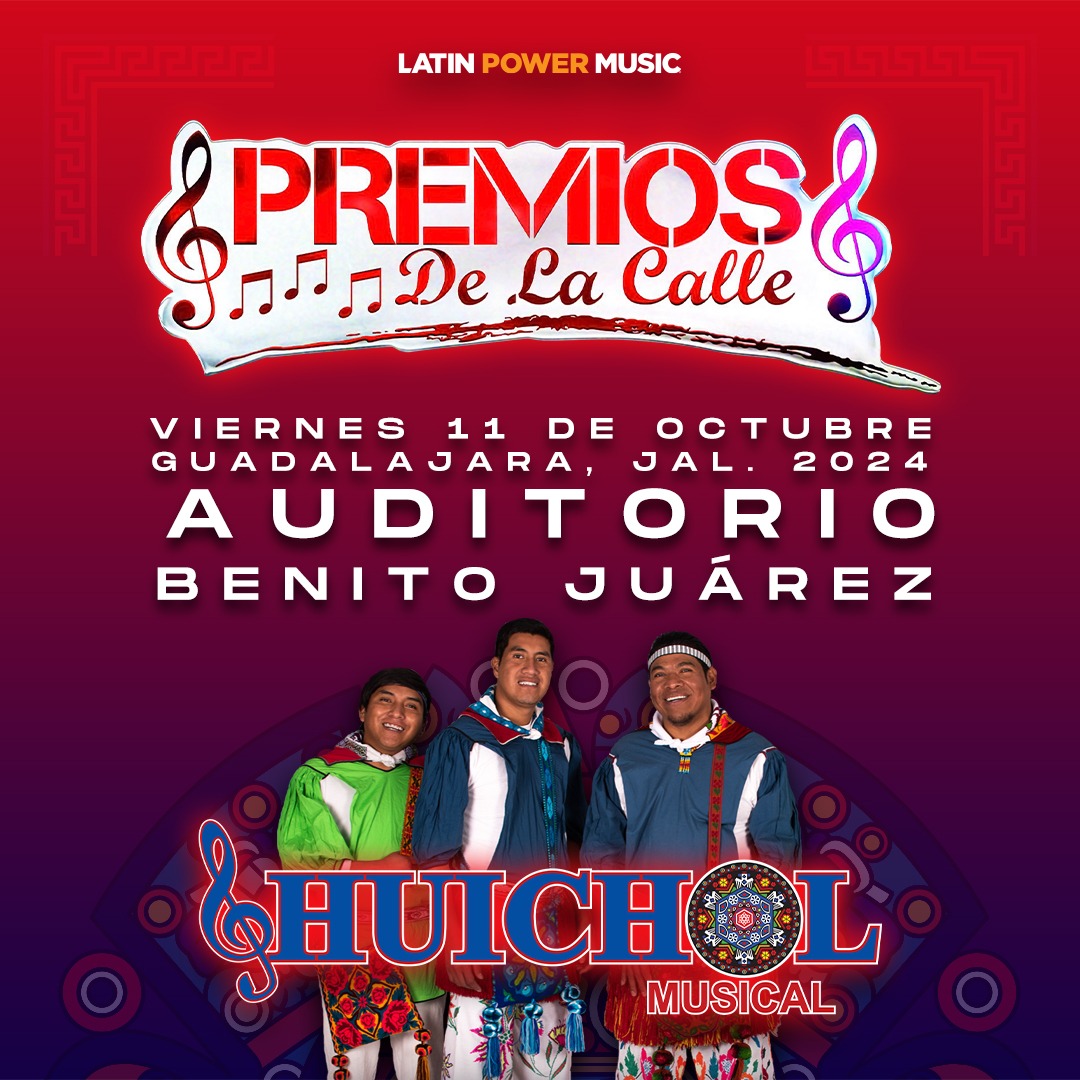 LATIN POWER MUSIC
PREMIOS
De La Calle
VIERNES 11 DE OCTUBRE
GUADALAJARA, JAL. 2024
AUDITORIO
BENITO JUÁREZ
HUICHOL
MUSICAL